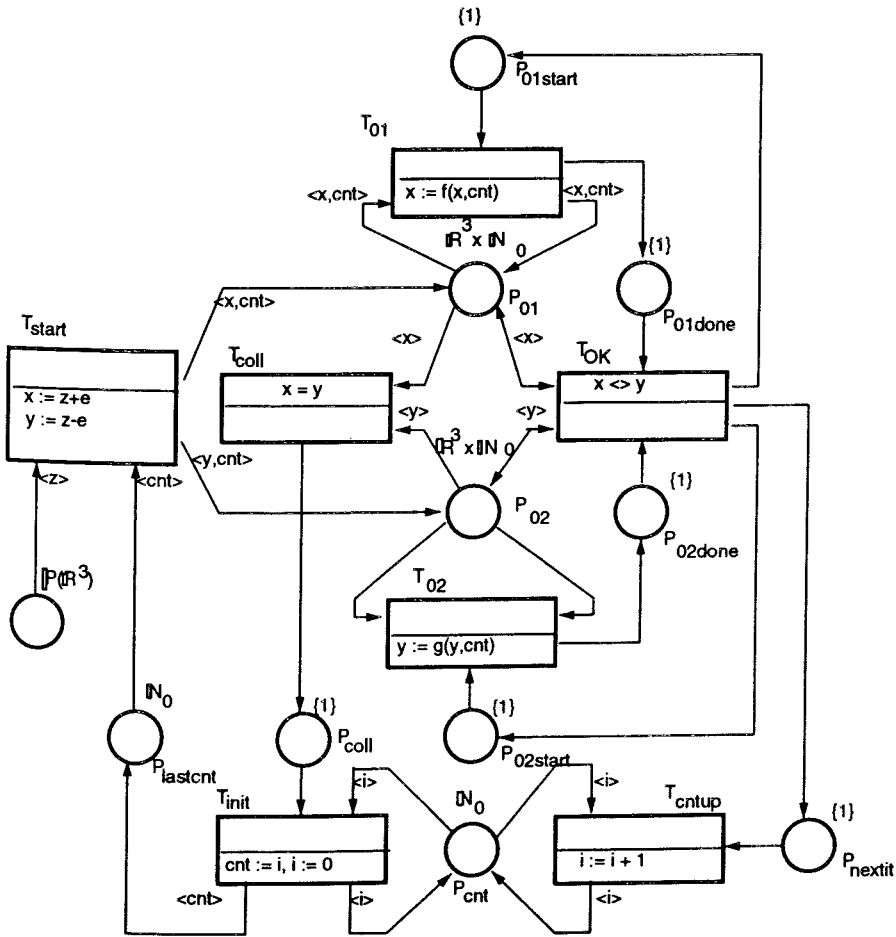 {1}
P01start
T01
x := f(x,cnt)
<x,cnt>
<x,cnt>
ℝ³ x ℕ0
{1}
P01
P01done
<x,cnt>
Tstart
x := z+e
y := z-e
<x>
<x>
Tcoll
x = y
TOK
x <> y
<y>
<y>
ℝ³ x ℕ0
<y,cnt>
<z>
<cnt>
P02
{1}
P02done
ℙ(ℝ³)
T02
y := g(y,cnt)
ℕ0
Plastcnt
{1}
Pcoll
{1}
P02start
Tinit
cnt := i, i := 0
<i>
ℕ0
Pcnt
<i>
Tcntup
i := i + 1
{1}
Pnextit
<cnt>
<i>
<i>